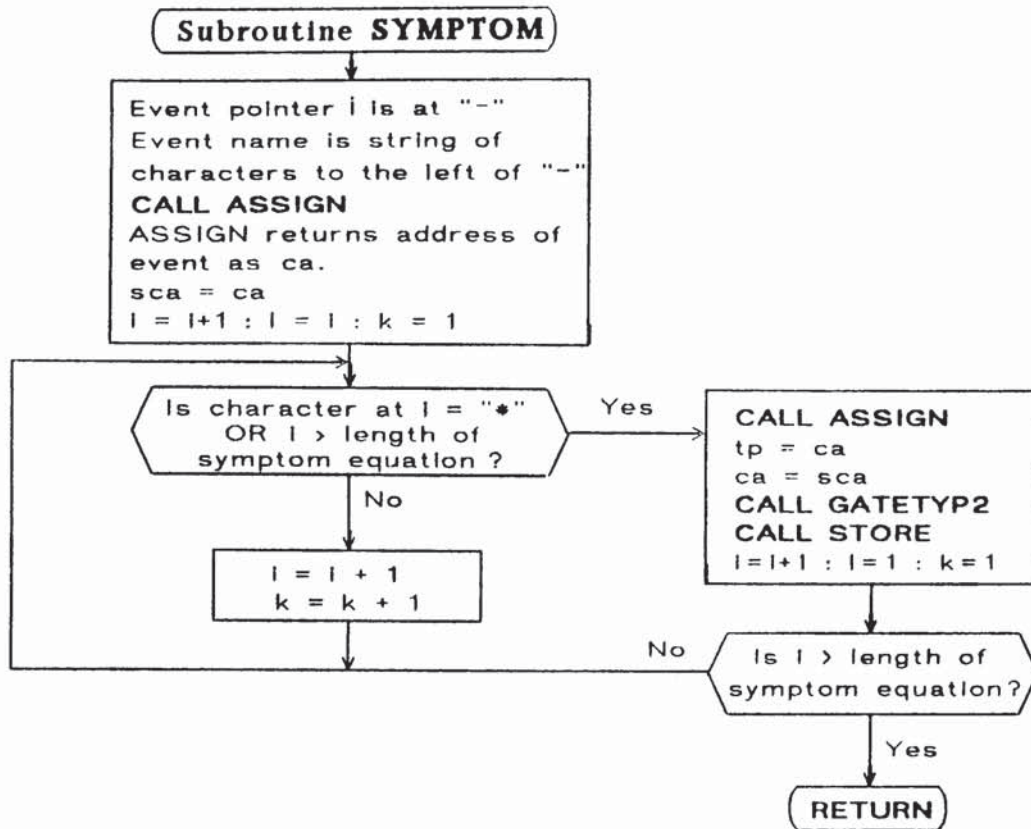 Subroutine SYMPTOM
Event pointer i is at "-"
Event name is string of
characters to the left of "-"
CALL ASSIGN
ASSIGN returns address of
event as ca.
sca = ca
i = i+1 : l = i : k = 1
Is character at i = "*"
OR i > length of
symptom equation ?
Yes
No
i = i + 1
k = k + 1
CALL ASSIGN
tp = ca
ca = sca
CALL GATETYP2
CALL STORE
i=i+1 : l=1 : k=1
No
Is i > length of
symptom equation?
Yes
RETURN